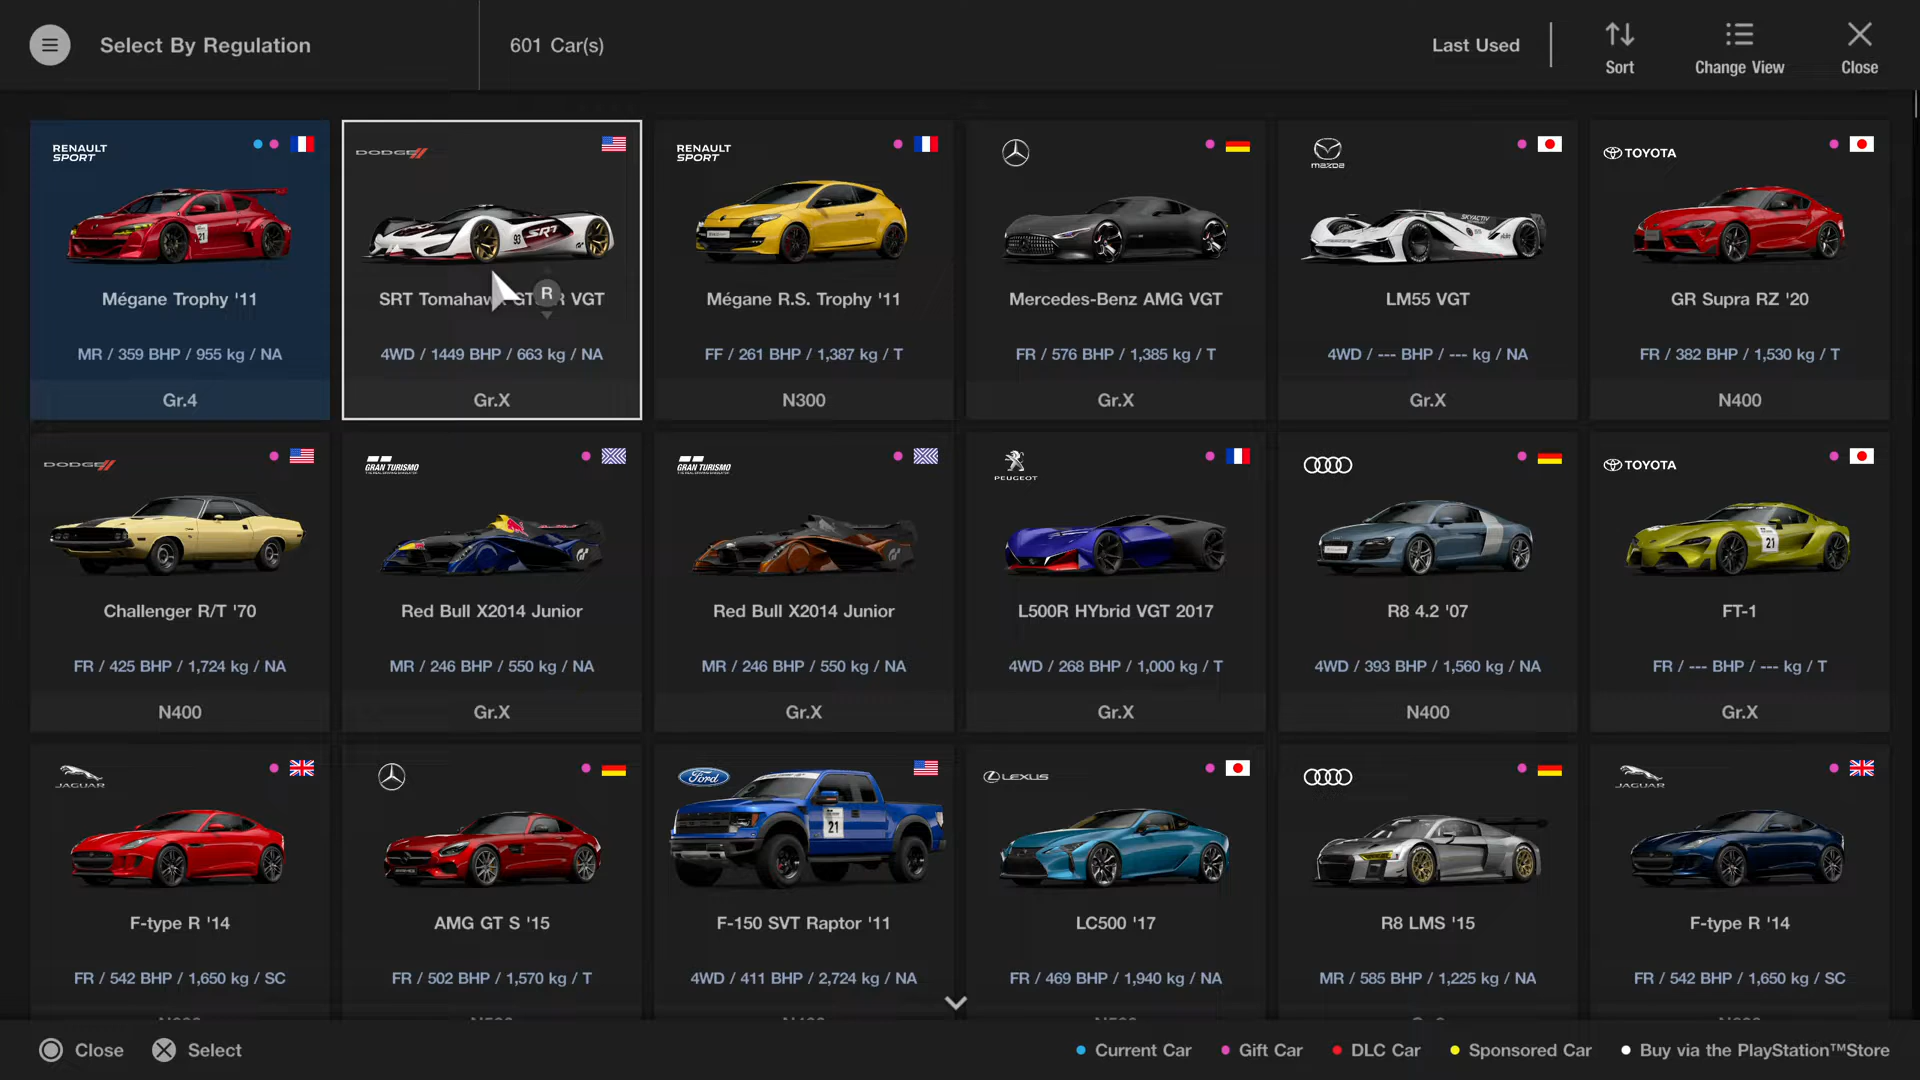 Select By Regulation
601 Car(s)
Last Used
Sort
Change View
Close
RENAULT
SPORT
Mégane Trophy '11
MR / 359 BHP / 955 kg / NA
Gr.4
DODGE
93
SRT
R
VGT
SRT Tomahawk
4WD / 1449 BHP / 663 kg / NA
Gr.X
RENAULT
SPORT
Mégane R.S. Trophy '11
FF / 261 BHP / 1,387 kg / T
N300
Mercedes-Benz AMG VGT
FR / 576 BHP / 1,385 kg / T
Gr.X
mazda
SKYACTIV
LM55 VGT
4WD / --- BHP / --- kg / NA
Gr.X
TOYOTA
GR Supra RZ '20
FR / 382 BHP / 1,530 kg / T
N400
DODGE
Challenger R/T '70
FR / 425 BHP / 1,724 kg / NA
N400
GRAN TURISMO
Red Bull X2014 Junior
MR / 246 BHP / 550 kg / NA
Gr.X
GRAN TURISMO
Red Bull X2014 Junior
MR / 246 BHP / 550 kg / NA
Gr.X
PEUGEOT
L500R HYbrid VGT 2017
4WD / 268 BHP / 1,000 kg / T
Gr.X
R8 4.2 '07
4WD / 393 BHP / 1,560 kg / NA
N400
TOYOTA
21
FT-1
FR / --- BHP / --- kg / T
Gr.X
JAGUAR
F-type R '14
FR / 542 BHP / 1,650 kg / SC
AMG GT S '15
FR / 502 BHP / 1,570 kg / T
Ford
21
F-150 SVT Raptor '11
4WD / 411 BHP / 2,724 kg / NA
LEXUS
LC500 '17
FR / 469 BHP / 1,940 kg / NA
R8 LMS '15
MR / 585 BHP / 1,225 kg / NA
JAGUAR
F-type R '14
FR / 542 BHP / 1,650 kg / SC
Close
Select
Current Car
Gift Car
DLC Car
Sponsored Car
Buy via the PlayStation™Store